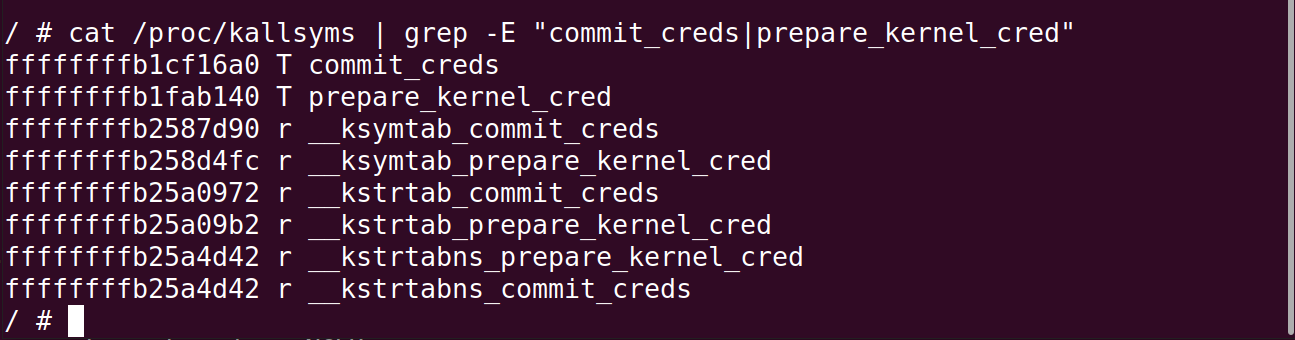 / # cat /proc/kallsyms | grep -E "commit_creds|prepare_kernel_cred"
ffffffffb1cf16a0 T commit_creds
ffffffffb1fab140 T prepare_kernel_cred
ffffffffb2587d90 r __ksymtab_commit_creds
ffffffffb258d4fc r __ksymtab_prepare_kernel_cred
ffffffffb25a0972 r __kstrtab_commit_creds
ffffffffb25a09b2 r __kstrtab_prepare_kernel_cred
ffffffffb25a4d42 r __kstrtabns_prepare_kernel_cred
ffffffffb25a4d42 r __kstrtabns_commit_creds
/ #